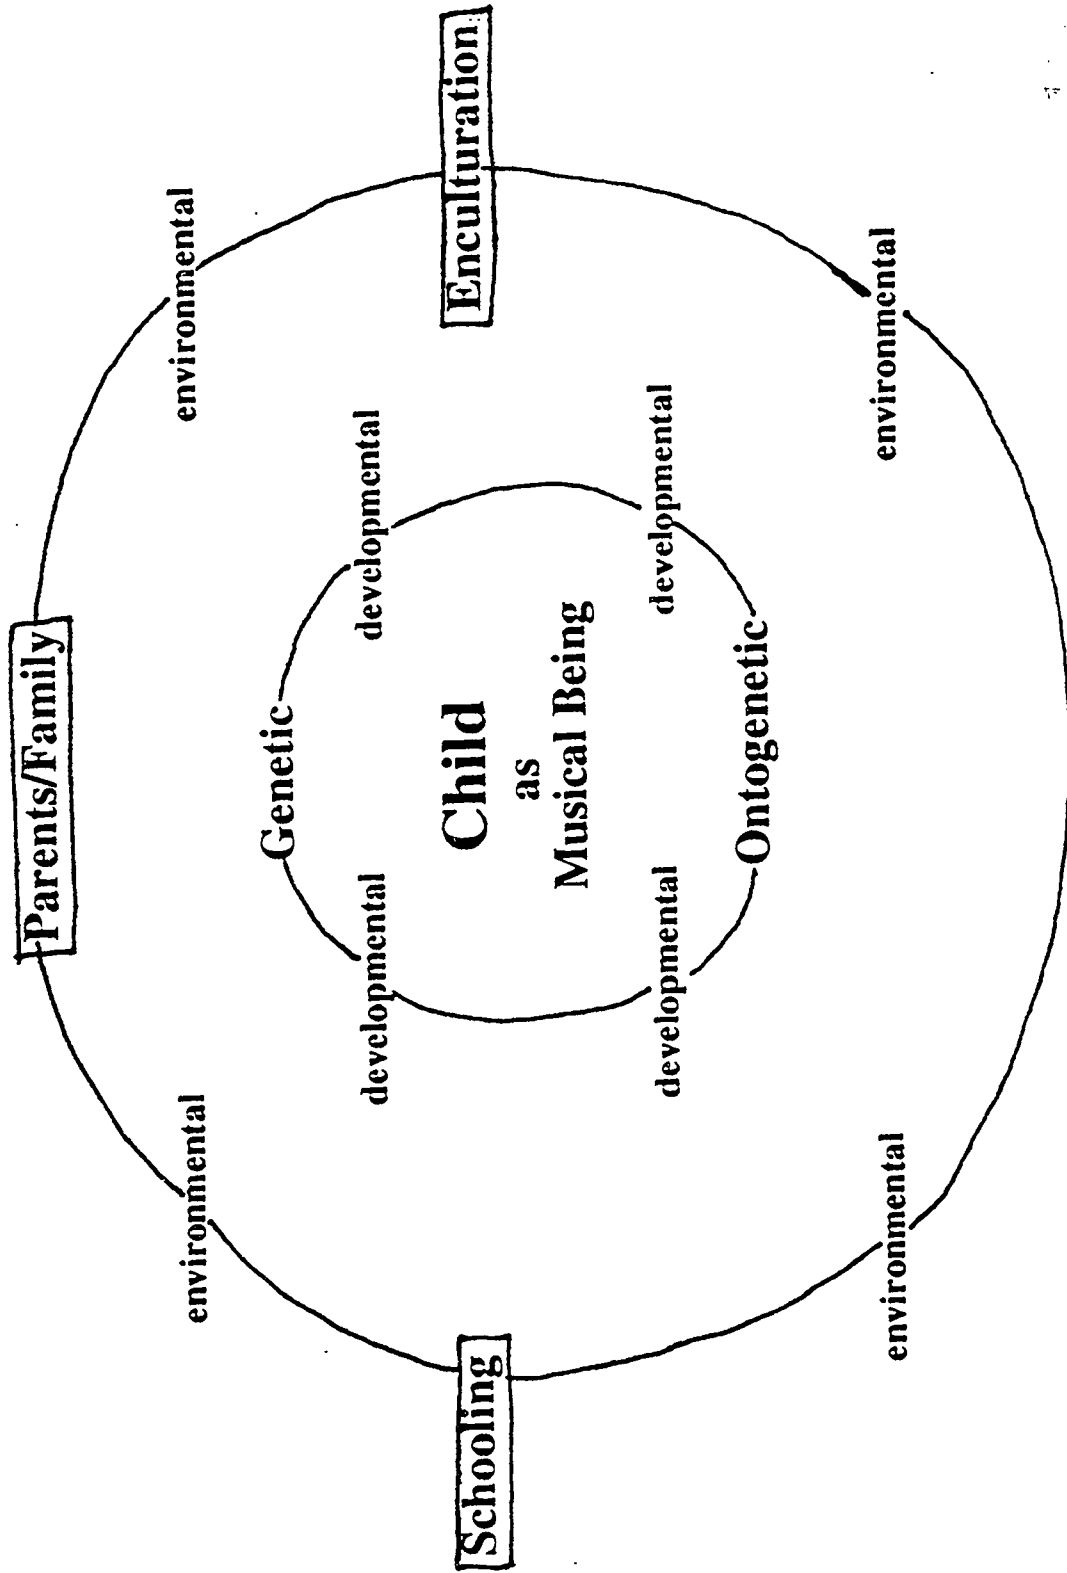 Parents/Family
environmental
environmental
Genetic
developmental
developmental
Schooling
Child
as
Musical Being
Enculturation
developmental
developmental
Ontogenetic
environmental
environmental